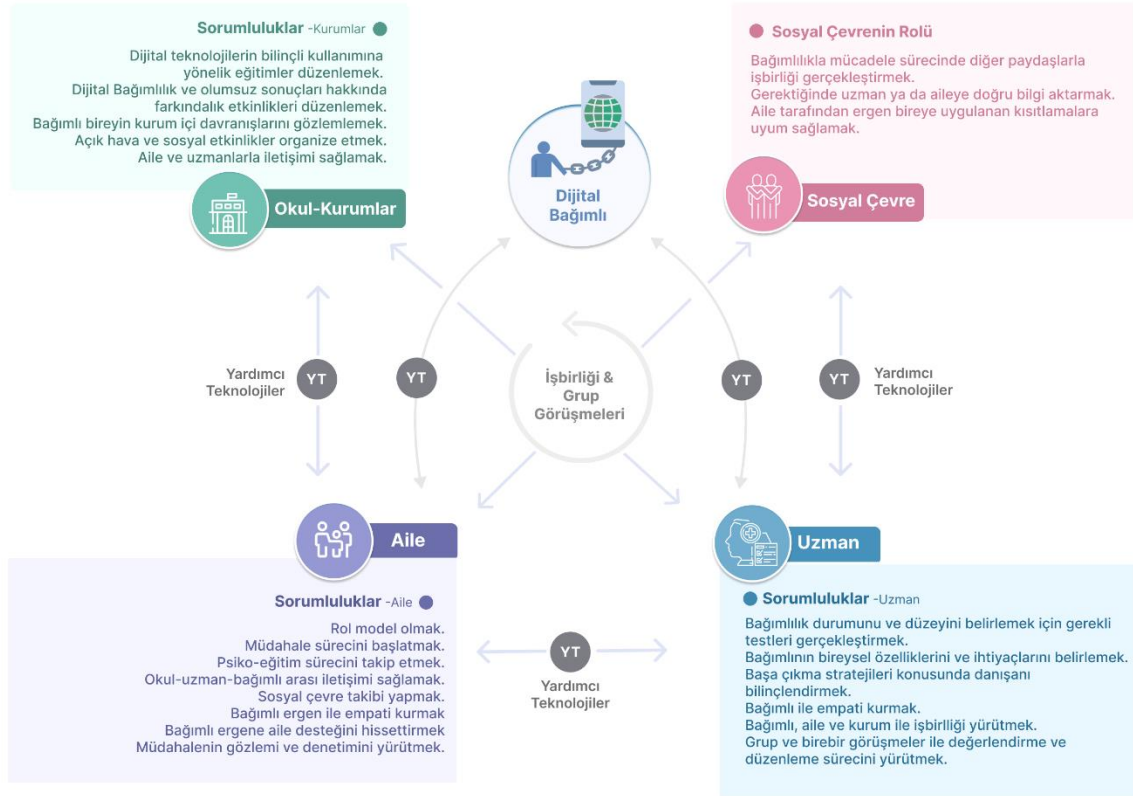 Sorumluluklar -Kurumlar
Dijital teknolojilerin bilinçli kullanımına
yönelik eğitimler düzenlemek.
Dijital Bağımlılık ve olumsuz sonuçları hakkında
farkındalık etkinlikleri düzenlemek.
Bağımlı bireyin kurum içi davranışlarını gözlemlemek.
Açık hava ve sosyal etkinlikler organize etmek.
Aile ve uzmanlarla iletişimi sağlamak.
Okul-Kurumlar
Dijital
Bağımlı
Sosyal Çevrenin Rolü
Bağımlılıkla mücadele sürecinde diğer paydaşlarla
işbirliği gerçekleştirmek.
Gerektiğinde uzman ya da aileye doğru bilgi aktarmak.
Aile tarafından ergen bireye uygulanan kısıtlamalara
uyum sağlamak.
Sosyal Çevre
Yardımcı
Teknolojiler
YT
YT
İşbirliği &
Grup
Görüşmeleri
YT
YT
Yardımcı
Teknolojiler
Aile
Sorumluluklar -Aile
Rol model olmak.
Müdahale sürecini başlatmak.
Psiko-eğitim sürecini takip etmek.
Okul-uzman-bağımlı arası iletişimi sağlamak.
Sosyal çevre takibi yapmak.
Bağımlı ergen ile empati kurmak
Bağımlı ergene aile desteğini hissettirmek
Müdahalenin gözlemi ve denetimini yürütmek.
YT
Yardımcı
Teknolojiler
Uzman
Sorumluluklar -Uzman
Bağımlılık durumunu ve düzeyini belirlemek için gerekli
testleri gerçekleştirmek.
Bağımlının bireysel özelliklerini ve ihtiyaçlarını belirlemek.
Başa çıkma stratejileri konusunda danışanı
bilinçlendirmek.
Bağımlı ile empati kurmak.
Bağımlı, aile ve kurum ile işbirlliği yürütmek.
Grup ve birebir görüşmeler ile değerlendirme ve
düzenleme sürecini yürütmek.